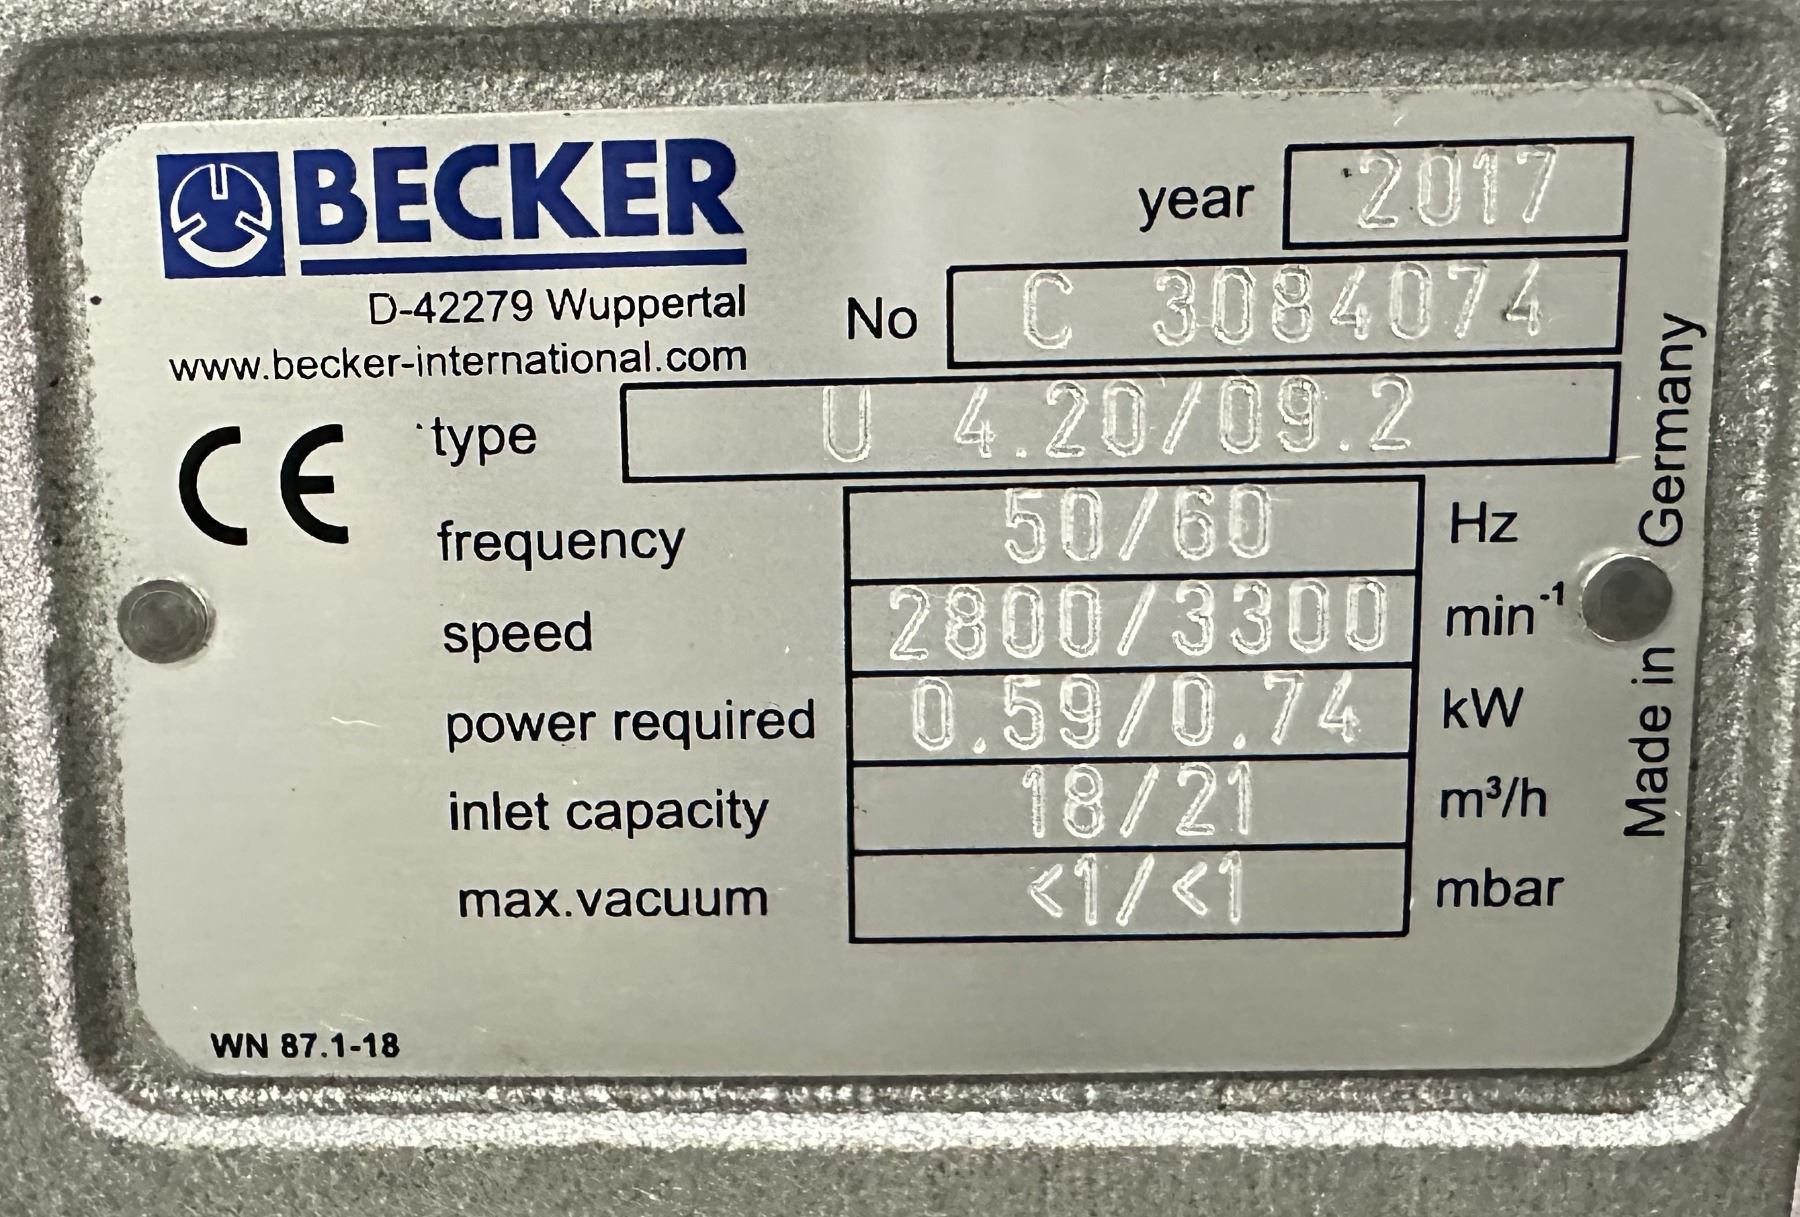 BECKER
D-42279 Wuppertal
www.becker-international.com
year 2017
No C 3084074
type U 4.20/09.2
CE
frequency 50/60 Hz
speed 2800/3300 min⁻¹
power required 0.59/0.74 kW
inlet capacity 18/21 m³/h
max.vacuum <1/<1 mbar
Made in Germany
WN 87.1-18